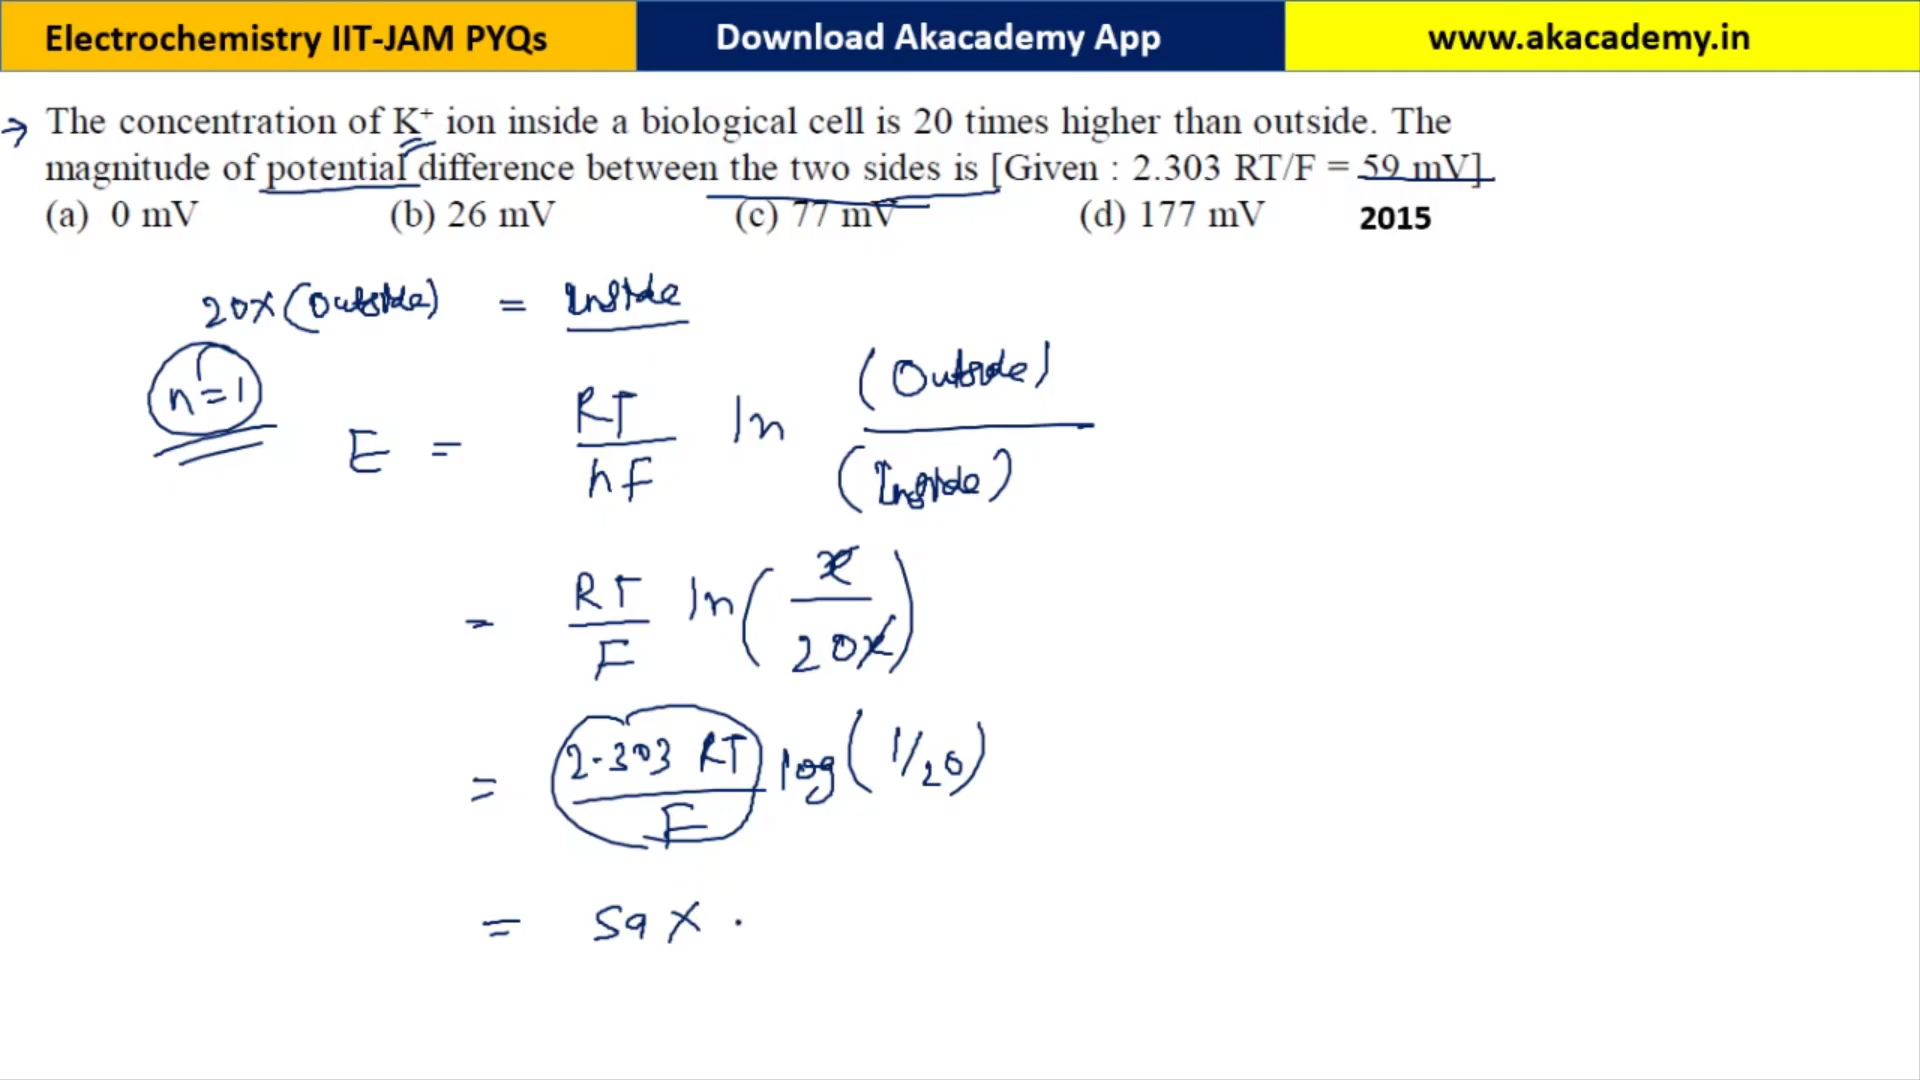 Electrochemistry IIT-JAM PYQs Download Akacademy App www.akacademy.in
→ The concentration of K⁺ ion inside a biological cell is 20 times higher than outside. The
magnitude of potential difference between the two sides is [Given : 2.303 RT/F = 59 mV]
(a) 0 mV (b) 26 mV (c) 77 mV (d) 177 mV 2015
20x (Outside) = Inside
n=1
E = RT/nF ln (Outside)/(Inside)
= RT/F ln (x/20x)
= 2.303 RT/F log (1/20)
= 59 X .